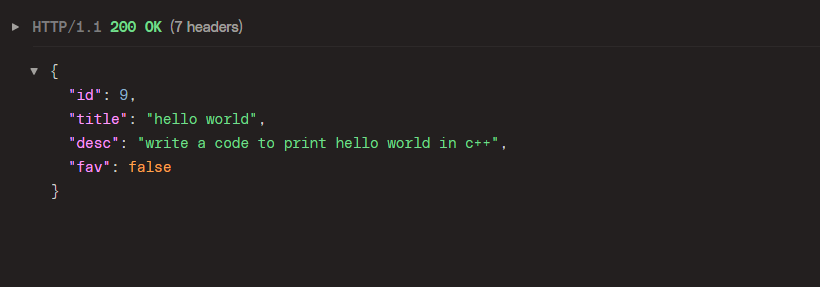 HTTP/1.1 200 OK (7 headers)
{
"id": 9,
"title": "hello world",
"desc": "write a code to print hello world in c++",
"fav": false
}